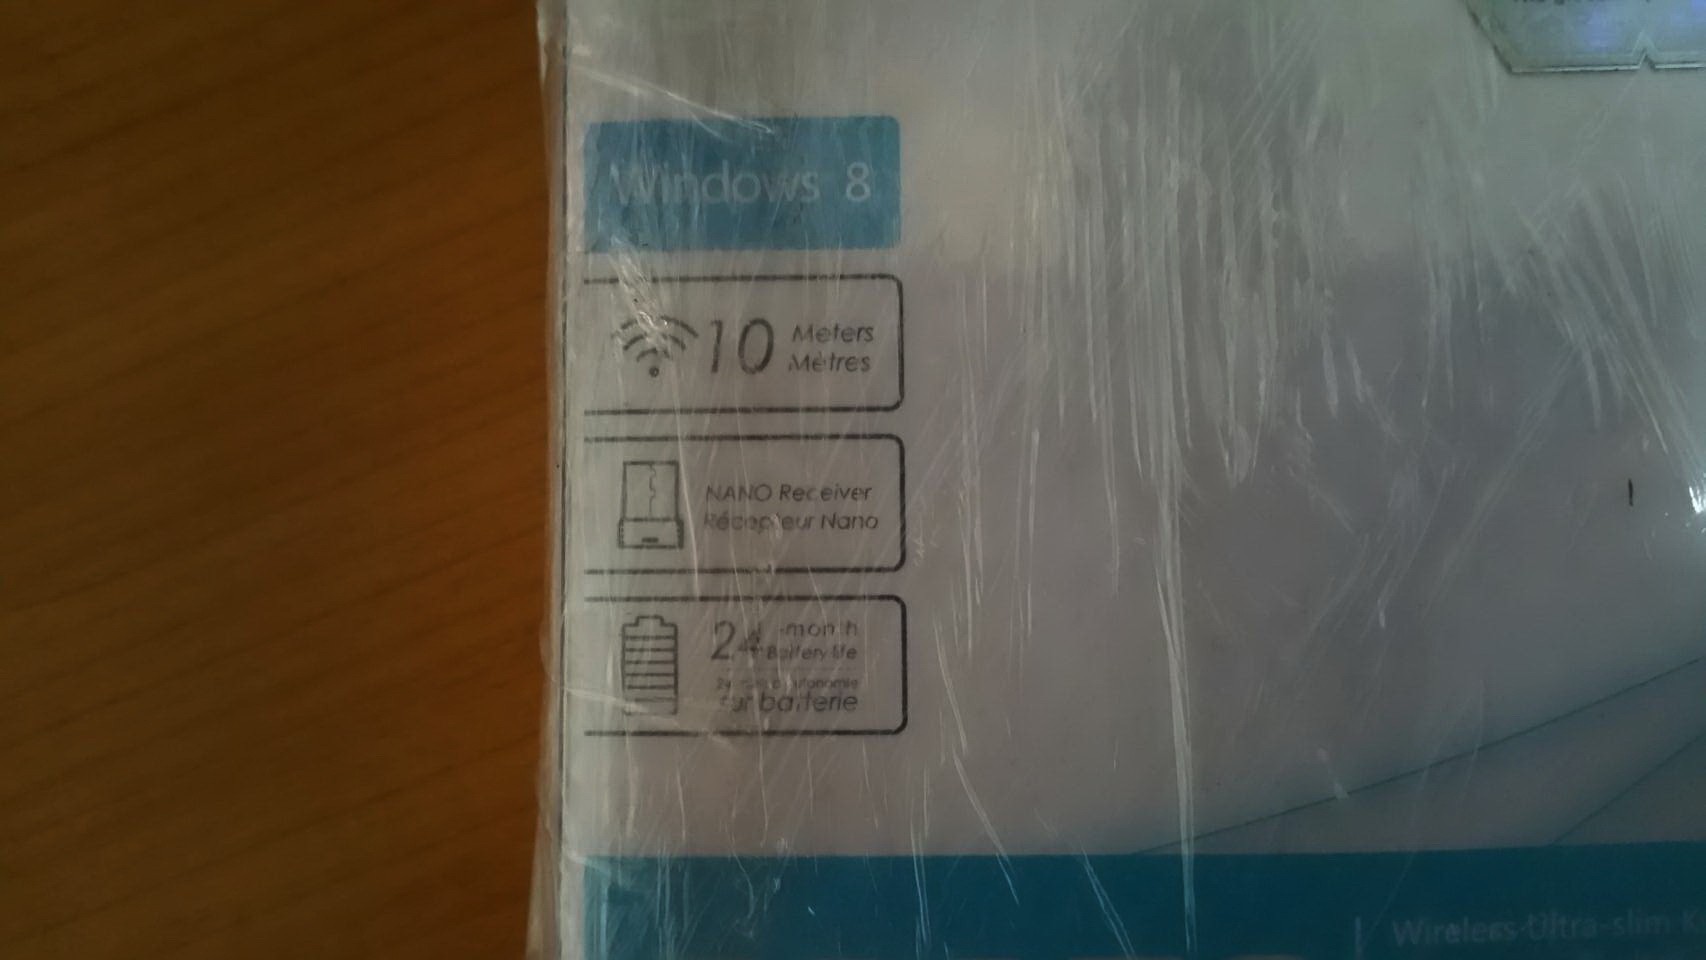 Windows 8
10 Meters
Mètres
NANO Receiver
Récepteur Nano
24 -month
Battery life
sur batterie
Wireless Ultra-slim K